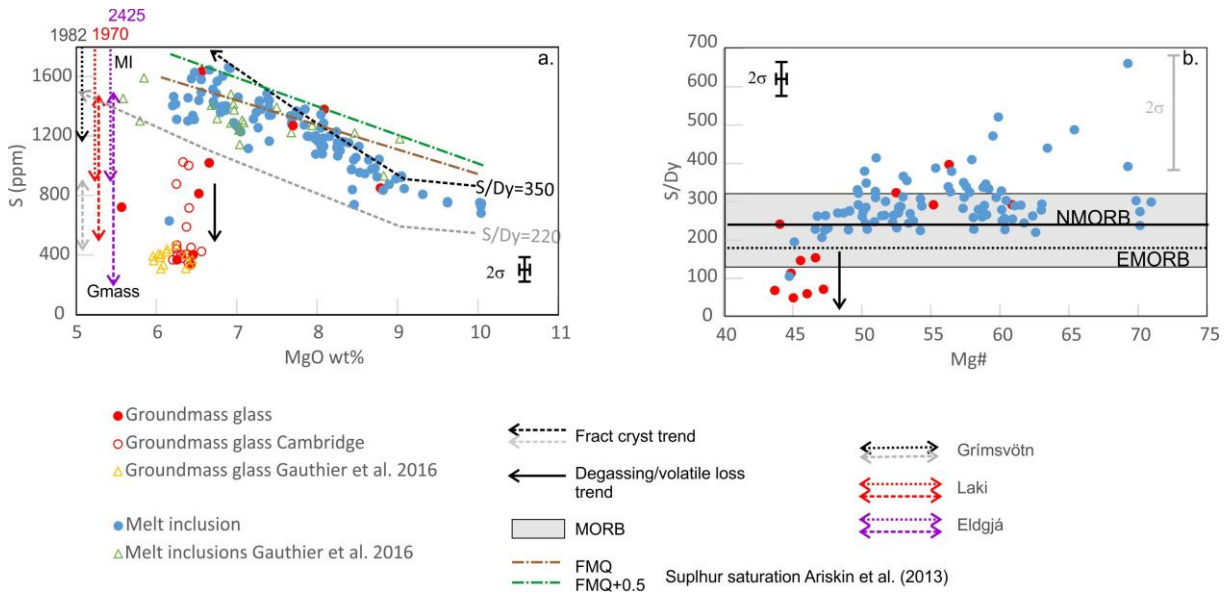 2425
1982 1970
MI
a.
1600
1200
800
400
0
S (ppm)
S/Dy=350
S/Dy=220
2σ
Gmass
5 6 7 8 9 10 11
MgO wt%
b.
700
600
500
400
300
200
100
0
S/Dy
2σ
2σ
NMORB
EMORB
40 45 50 55 60 65 70 75
Mg#
Groundmass glass
Groundmass glass Cambridge
Groundmass glass Gauthier et al. 2016
Melt inclusion
Melt inclusions Gauthier et al. 2016
Fract cryst trend
Degassing/volatile loss
trend
MORB
FMQ
FMQ+0.5
Suplhur saturation Ariskin et al. (2013)
Grímsvötn
Laki
Eldgjá